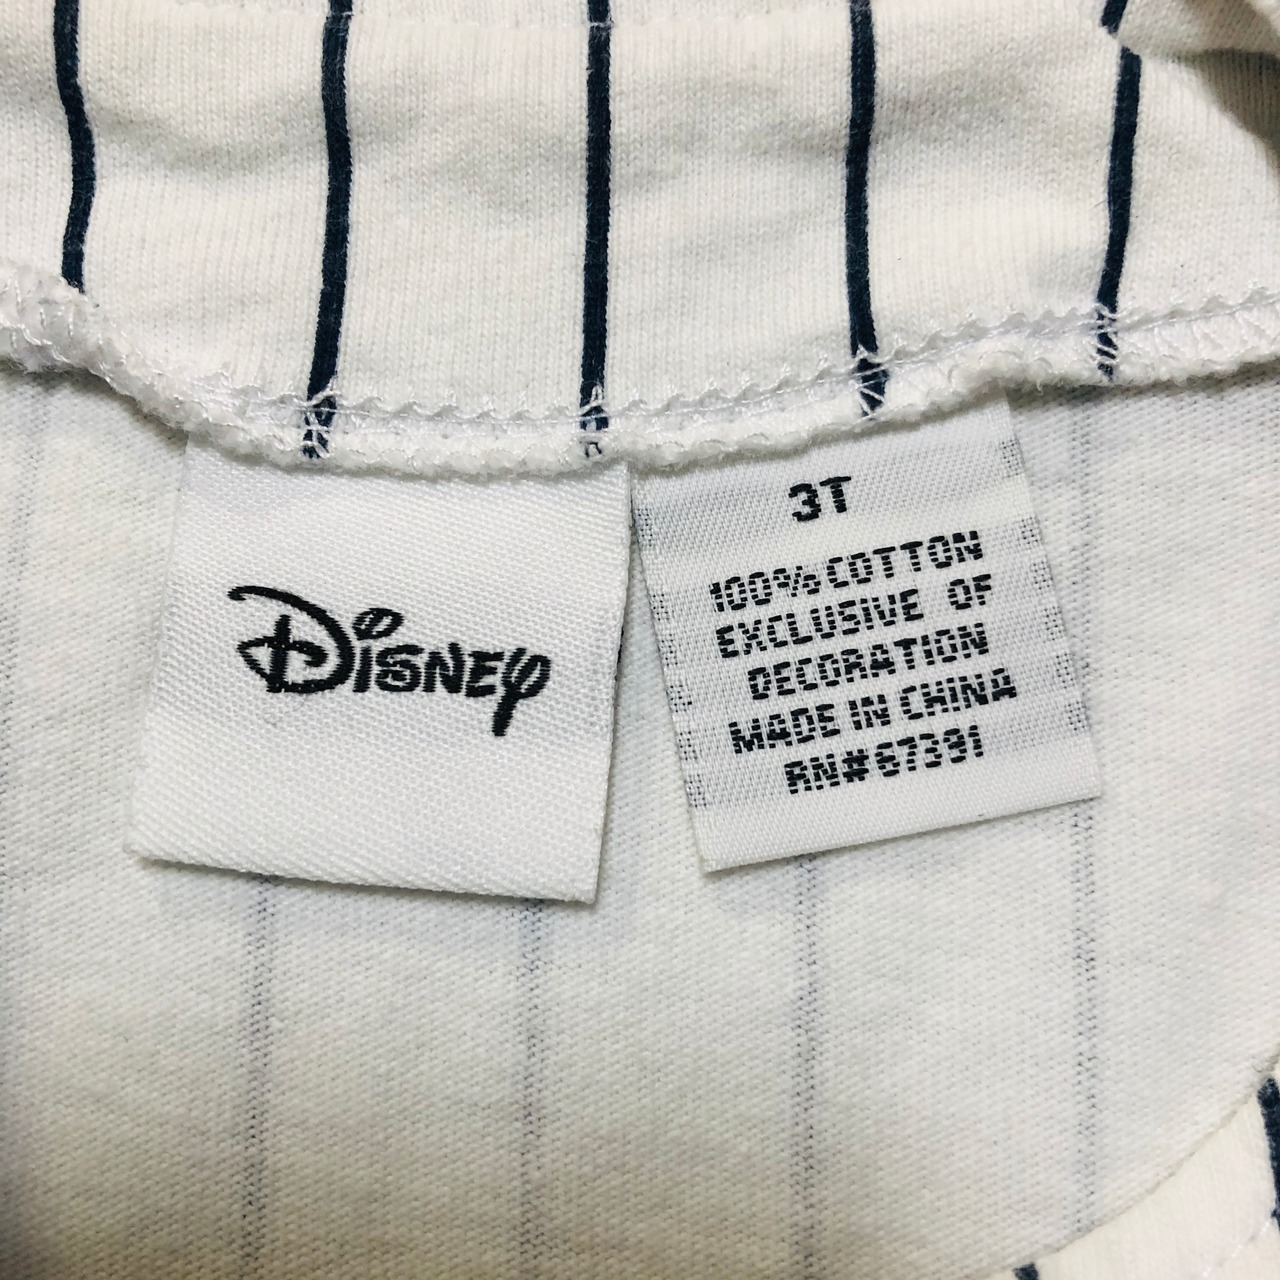 Disney
3T
100% COTTON
EXCLUSIVE OF
DECORATION
MADE IN CHINA
RN#67391